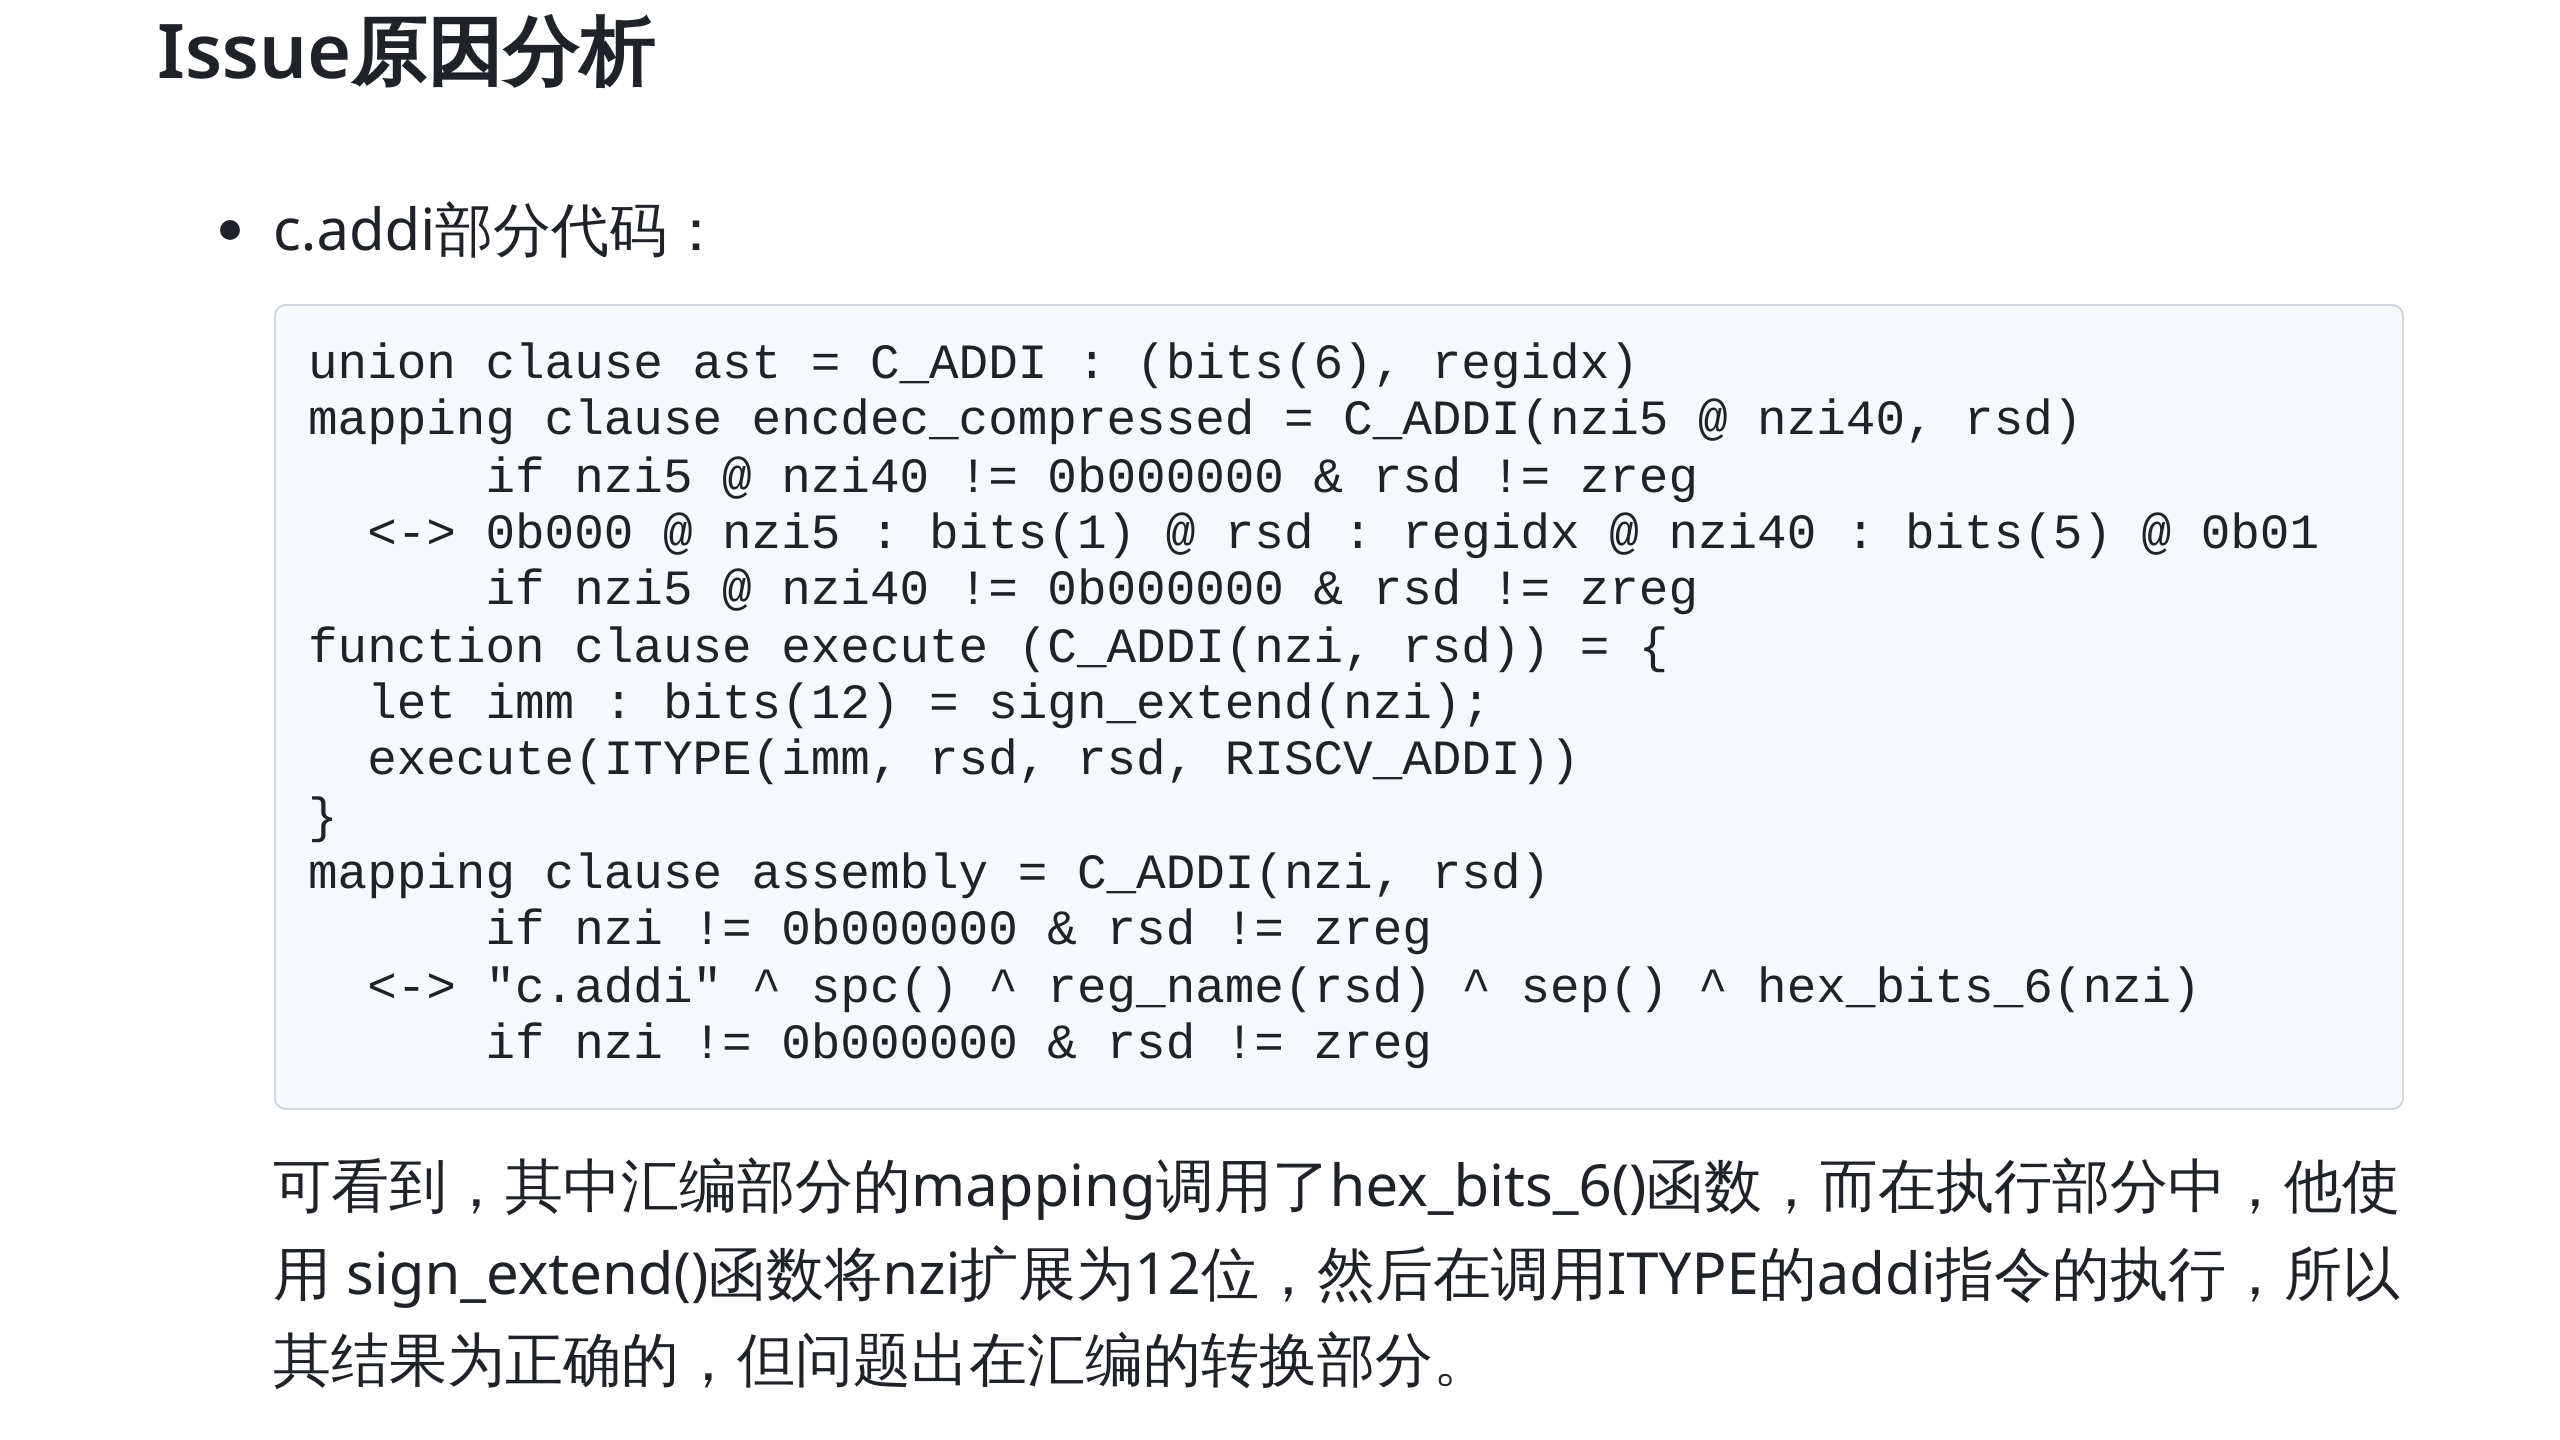 Issue原因分析
c.addi部分代码：
union clause ast = C_ADDI : (bits(6), regidx)
mapping clause encdec_compressed = C_ADDI(nzi5 @ nzi40, rsd)
      if nzi5 @ nzi40 != 0b000000 & rsd != zreg
  <-> 0b000 @ nzi5 : bits(1) @ rsd : regidx @ nzi40 : bits(5) @ 0b01
      if nzi5 @ nzi40 != 0b000000 & rsd != zreg
function clause execute (C_ADDI(nzi, rsd)) = {
  let imm : bits(12) = sign_extend(nzi);
  execute(ITYPE(imm, rsd, rsd, RISCV_ADDI))
}
mapping clause assembly = C_ADDI(nzi, rsd)
      if nzi != 0b000000 & rsd != zreg
  <-> "c.addi" ^ spc() ^ reg_name(rsd) ^ sep() ^ hex_bits_6(nzi)
      if nzi != 0b000000 & rsd != zreg
可看到，其中汇编部分的mapping调用了hex_bits_6()函数，而在执行部分中，他使
用 sign_extend()函数将nzi扩展为12位，然后在调用ITYPE的addi指令的执行，所以
其结果为正确的，但问题出在汇编的转换部分。